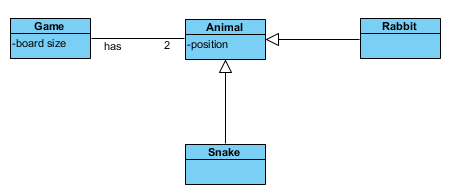 Game
-board size
has
2
Animal
-position
Rabbit
Snake